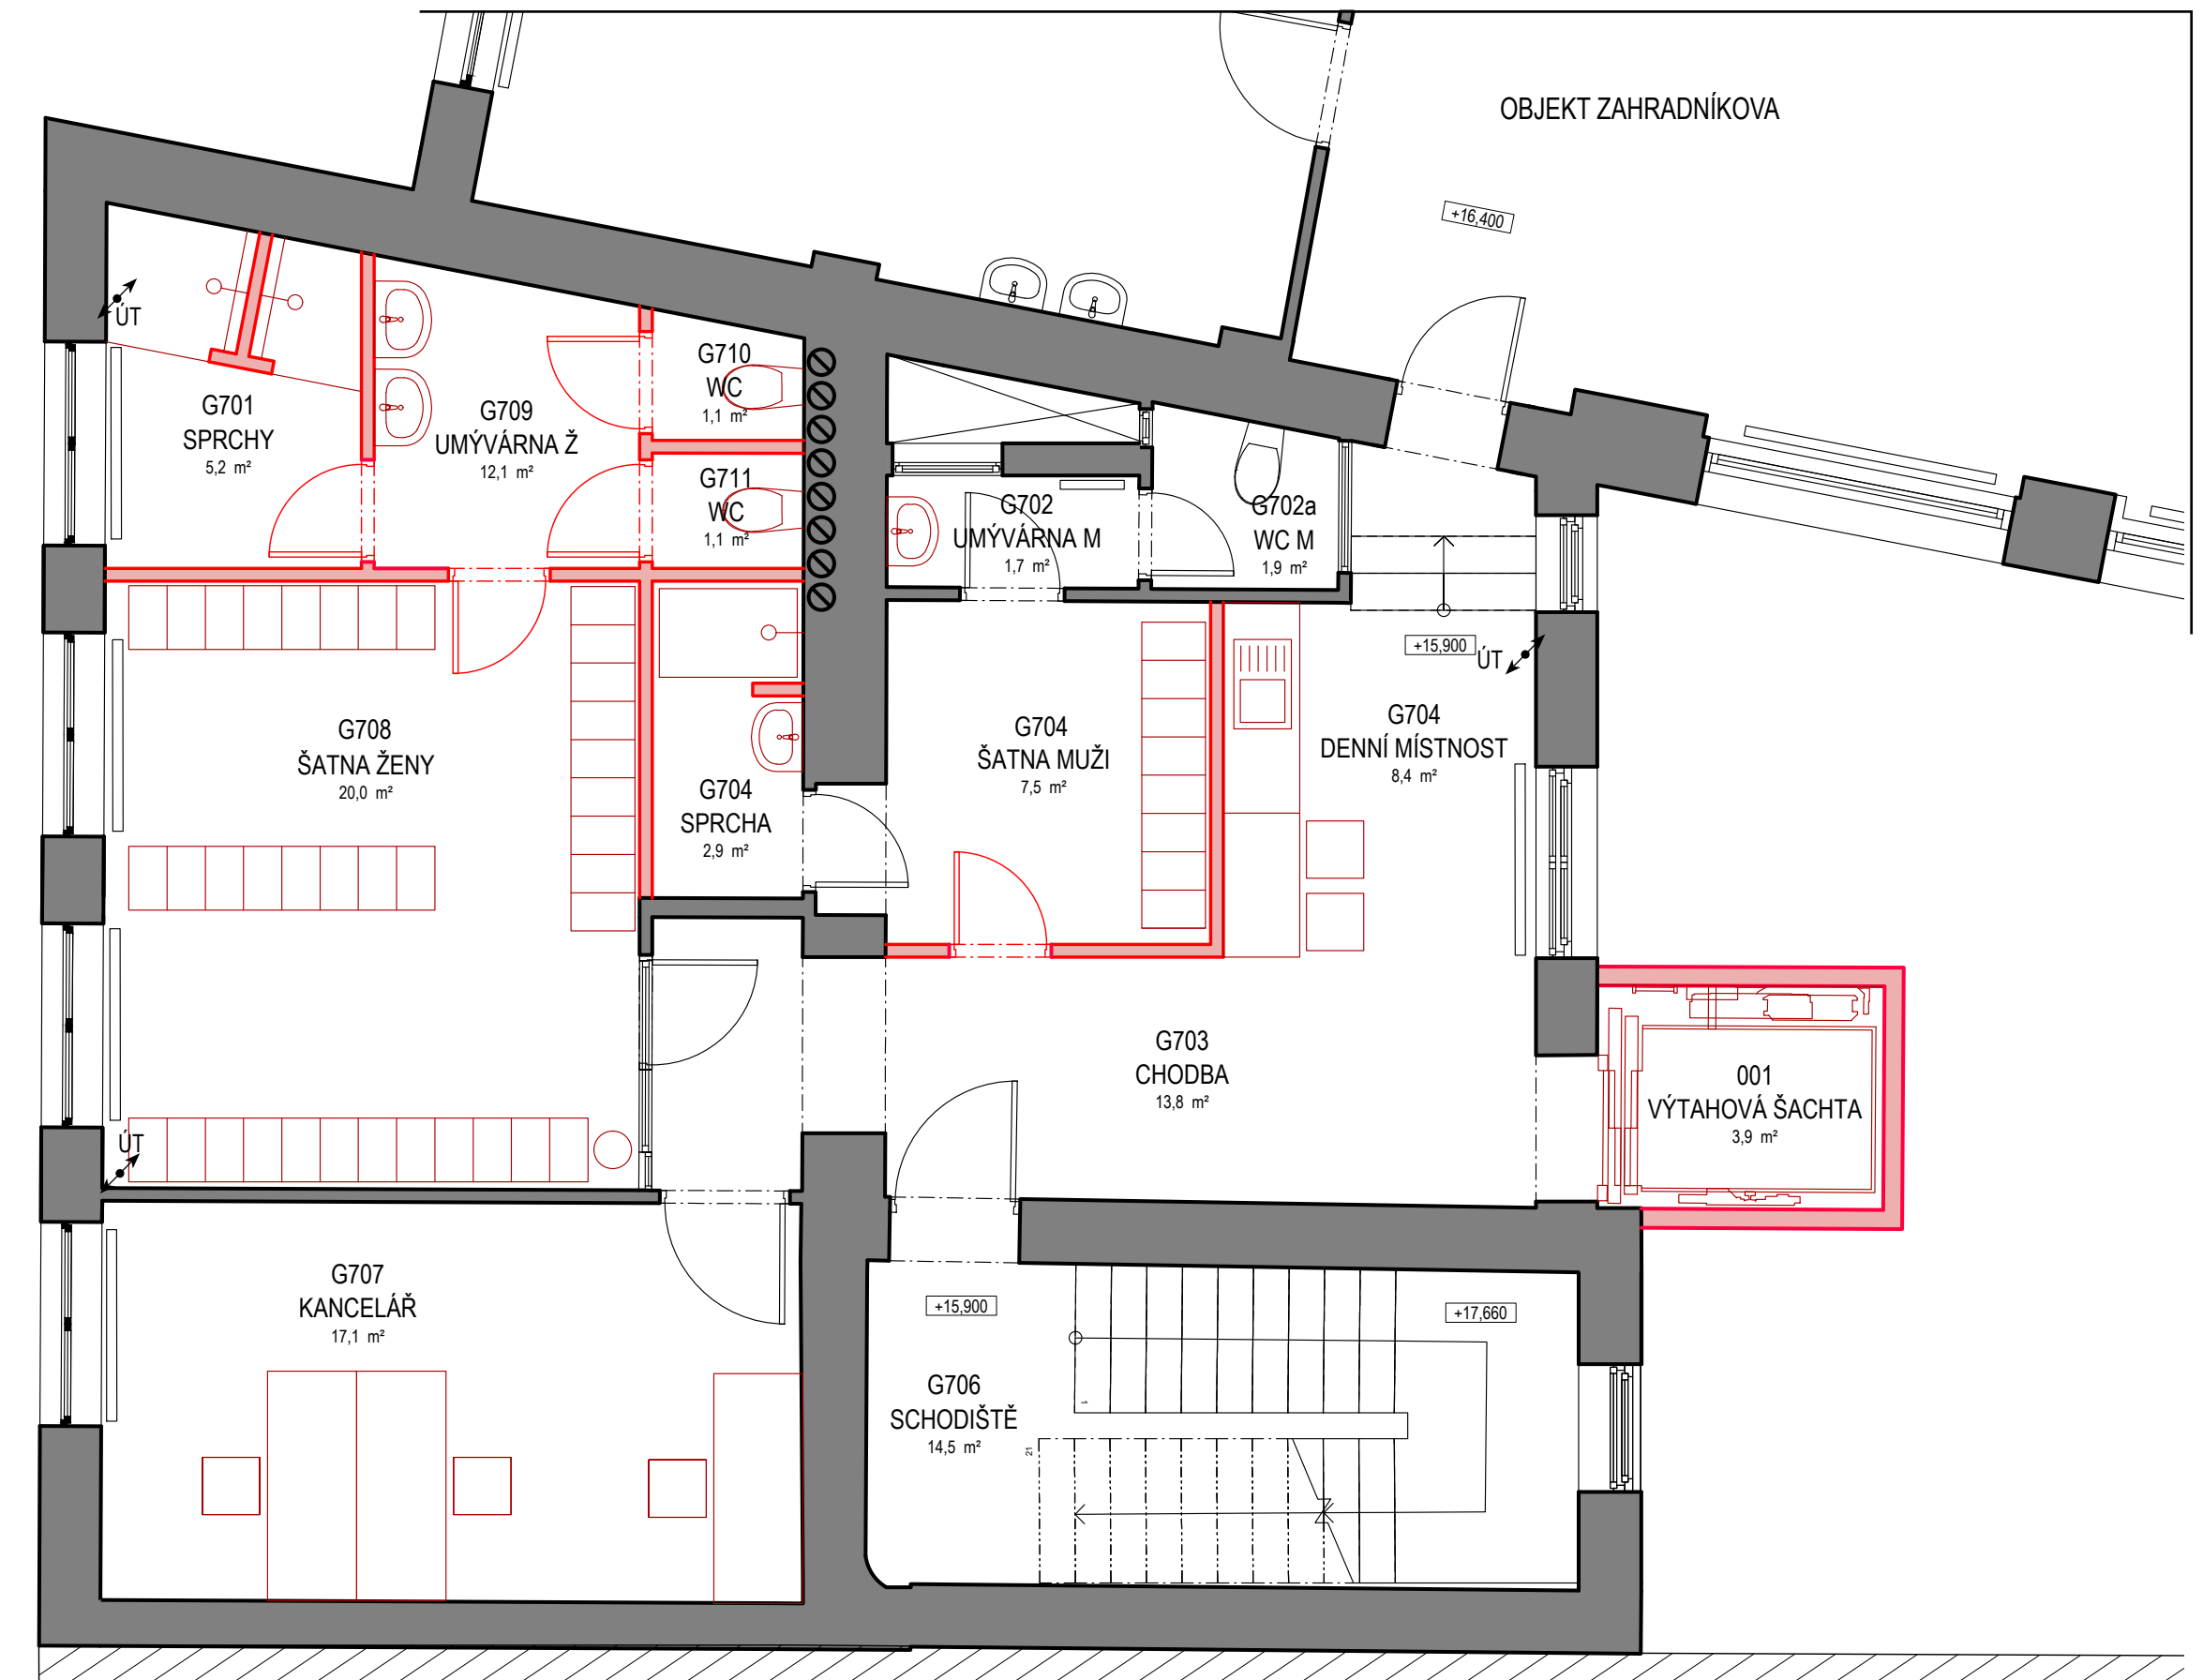 OBJEKT ZAHRADNÍKOVA
+16,400
ÚT
G701
SPRCHY
5,2 m²
G709
UMÝVÁRNA Ž
12,1 m²
G710
WC
1,1 m²
G711
WC
1,1 m²
G702
UMÝVÁRNA M
1,7 m²
G702a
WC M
1,9 m²
+15,900
ÚT
G708
ŠATNA ŽENY
20,0 m²
G704
SPRCHA
2,9 m²
G704
ŠATNA MUŽI
7,5 m²
G704
DENNÍ MÍSTNOST
8,4 m²
G703
CHODBA
13,8 m²
001
VÝTAHOVÁ ŠACHTA
3,9 m²
ÚT
G707
KANCELÁŘ
17,1 m²
+15,900
+17,660
G706
SCHODIŠTĚ
14,5 m²
1
21